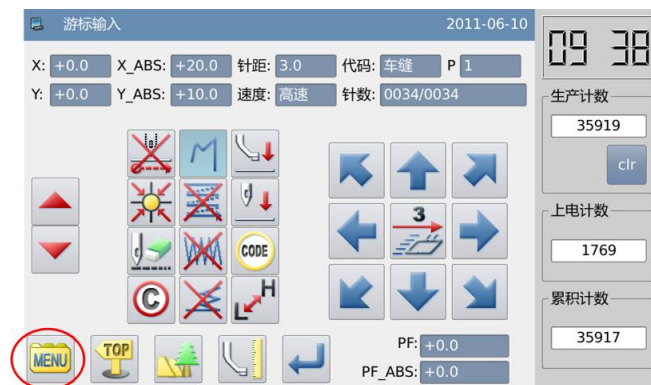 游标输入 2011-06-10
09 38
X: +0.0 X_ABS: +20.0 针距: 3.0 代码: 车缝 P 1
Y: +0.0 Y_ABS: +10.0 速度: 高速 针数: 0034/0034
生产计数
35919
clr
3
上电计数
1769
CODE
C
L H
累积计数
35917
MENU TOP
PF: +0.0
PF_ABS: +0.0